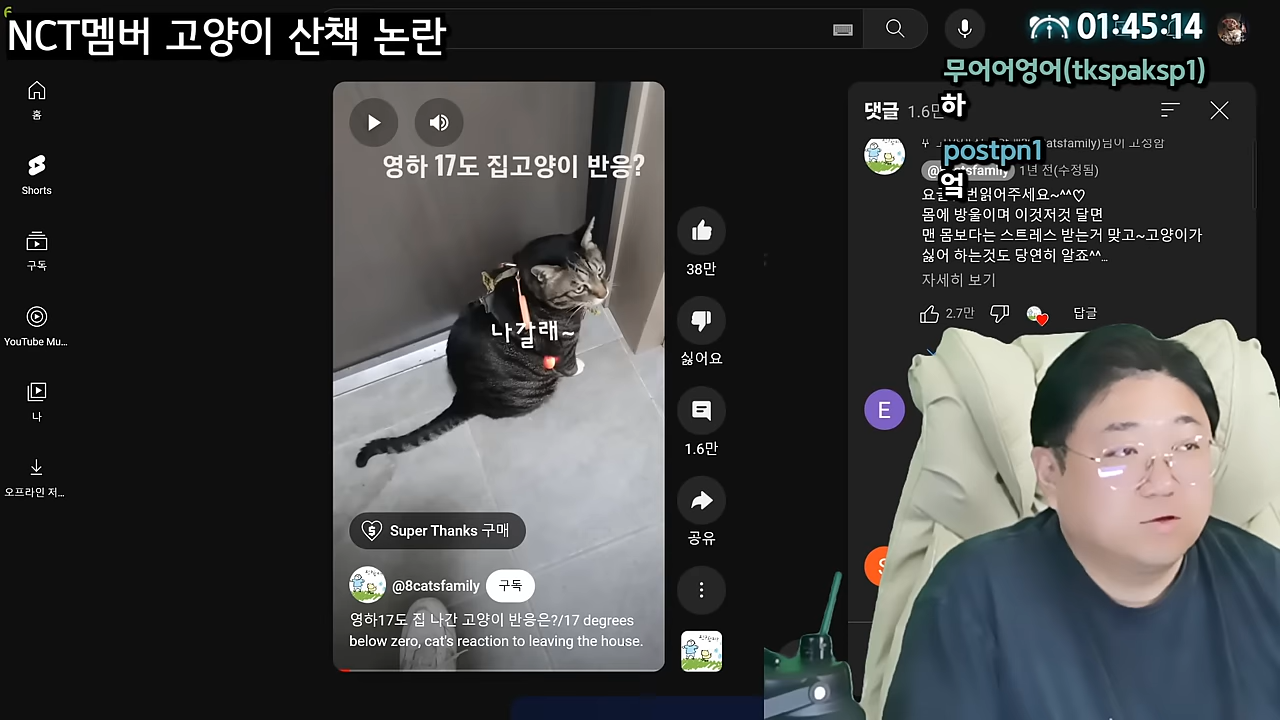 NCT멤버 고양이 산책 논란
01:45:14
무어어엉어(tkspaksp1)
하
postpn1
엌
홈
Shorts
구독
YouTube Mu...
나
오프라인 저...
영하 17도 집고양이 반응?
나갈래~
Super Thanks 구매
@8catsfamily
구독
영하17도 집 나간 고양이 반응은?/17 degrees
below zero, cat's reaction to leaving the house.
38만
싫어요
1.6만
공유
댓글 1.6만
1년 전(수정됨)
몸에 방울이며 이것저것 달면
맨 몸보다는 스트레스 받는거 맞고~고양이가
싫어 하는것도 당연히 알죠^^...
자세히 보기
2.7만
답글
E
S